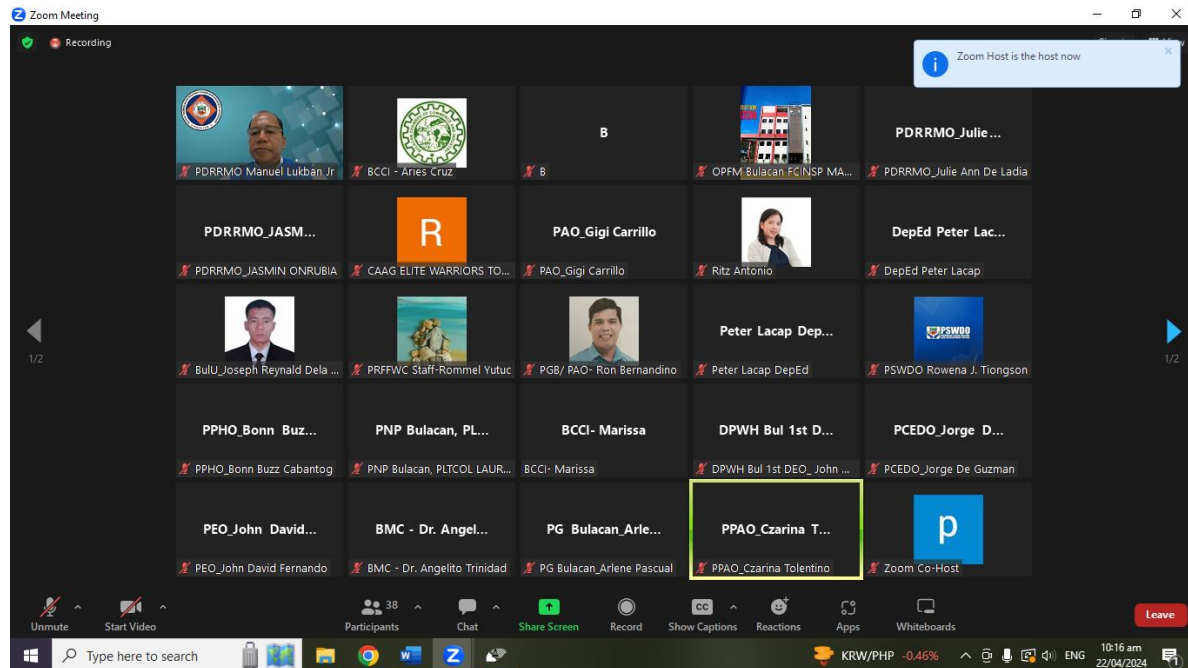 Zoom Meeting
Recording
View
Zoom Host is the host now
PDRRMO Manuel Lukban Jr
BCCI - Aries Cruz
B
B
OPFM Bulacan FCINSP MA...
PDRRMO_Julie...
PDRRMO_Julie Ann De Ladia
PDRRMO_JASM...
PDRRMO_JASMIN ONRUBIA
R
CAAG ELITE WARRIORS TO...
PAO_Gigi Carrillo
PAO_Gigi Carrillo
Ritz Antonio
DepEd Peter Lac...
DepEd Peter Lacap
1/2
BulU_Joseph Reynald Dela ...
PRFFWC Staff-Rommel Yutuc
PGB/ PAO- Ron Bernandino
Peter Lacap Dep...
Peter Lacap DepEd
PSWDO
PSWDO Rowena J. Tiongson
1/2
PPHO_Bonn Buz...
PPHO_Bonn Buzz Cabantog
PNP Bulacan, PL...
PNP Bulacan, PLTCOL LAUR...
BCCI- Marissa
BCCI- Marissa
DPWH Bul 1st D...
DPWH Bul 1st DEO_ John ...
PCEDO_Jorge D...
PCEDO_Jorge De Guzman
PEO_John David...
PEO_John David Fernando
BMC - Dr. Angel...
BMC - Dr. Angelito Trinidad
PG Bulacan_Arle...
PG Bulacan_Arlene Pascual
PPAO_Czarina T...
PPAO_Czarina Tolentino
p
Zoom Co-Host
Unmute
Start Video
38
Participants
Chat
Share Screen
Record
CC
Show Captions
Reactions
Apps
Whiteboards
Leave
Type here to search
KRW/PHP -0.46%
ENG
10:16 am
22/04/2024